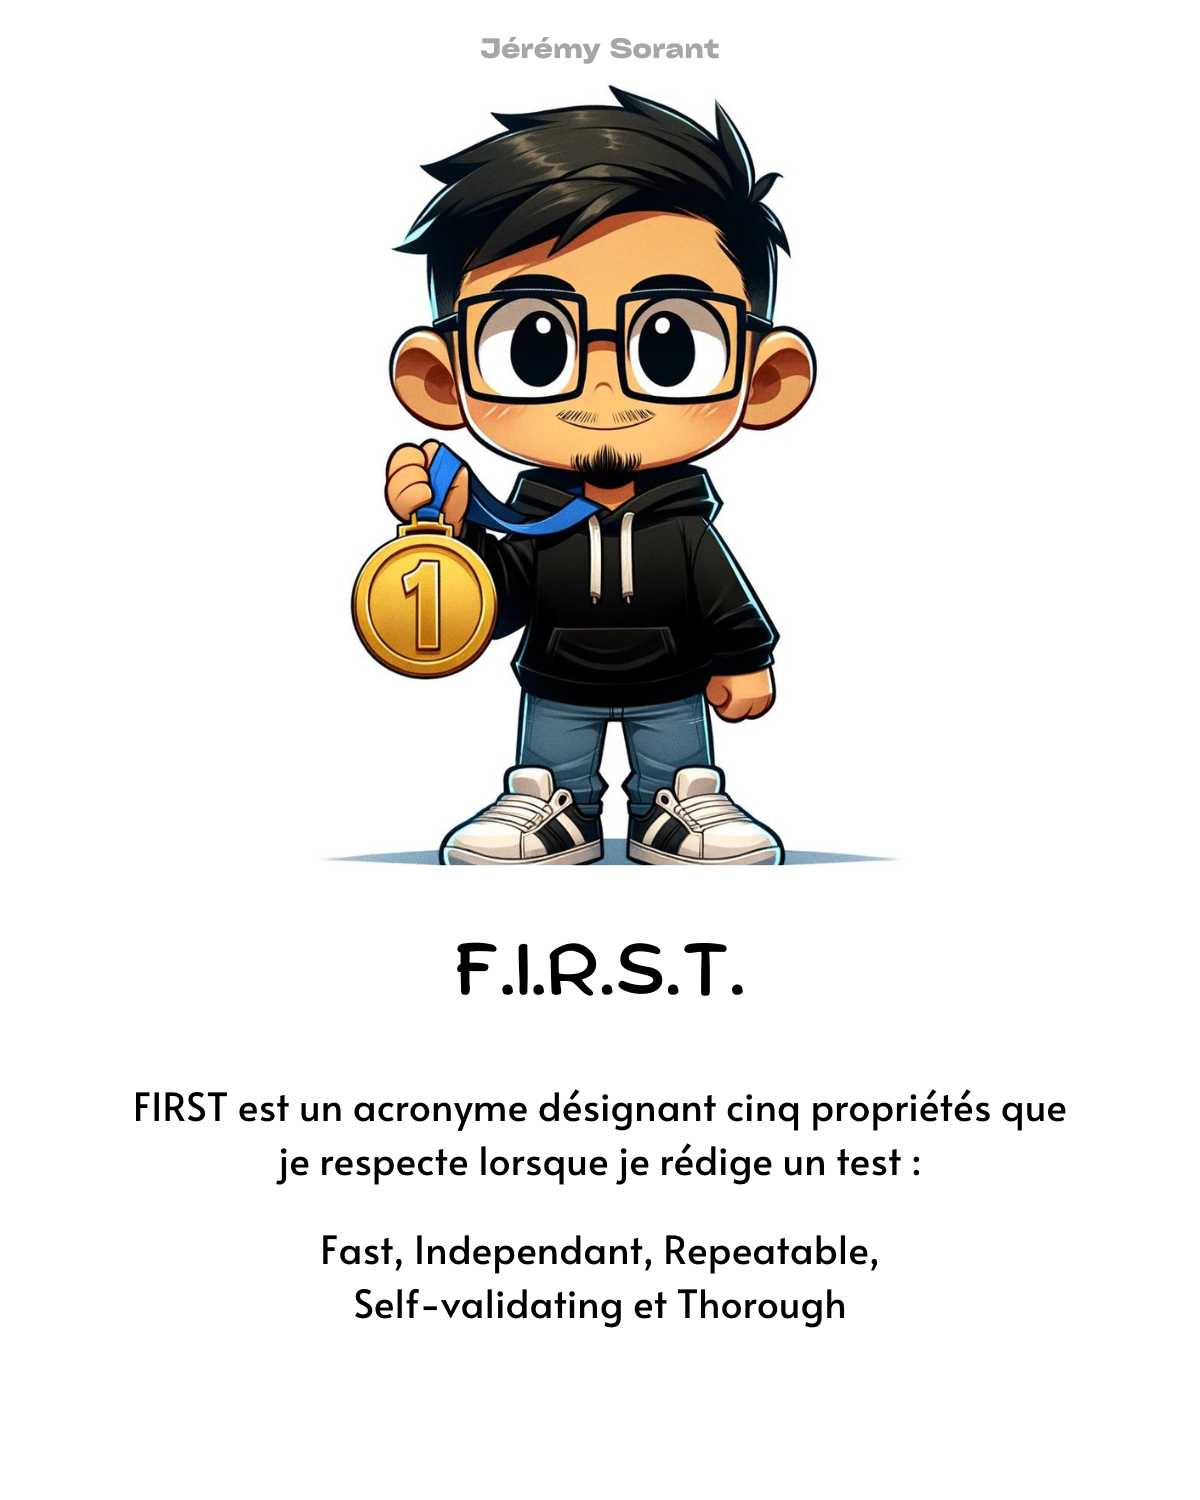 Jérémy Sorant
1
F.I.R.S.T.
FIRST est un acronyme désignant cinq propriétés que
je respecte lorsque je rédige un test :
Fast, Independant, Repeatable,
Self-validating et Thorough